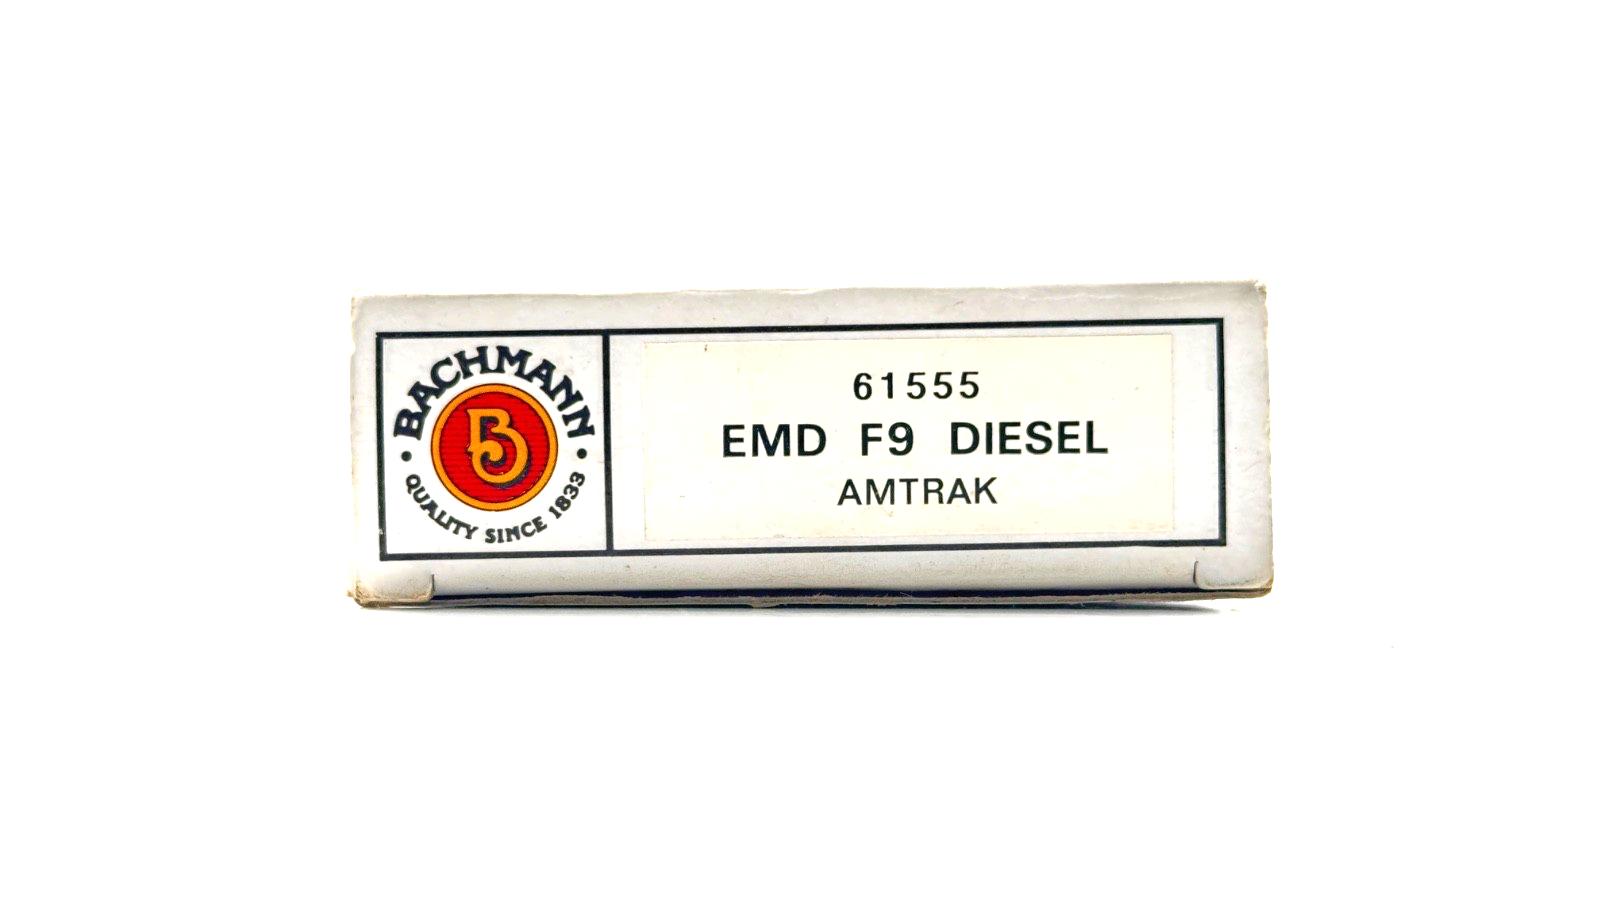 BACHMANN
B
• QUALITY SINCE 1833 •
61555
EMD F9 DIESEL
AMTRAK